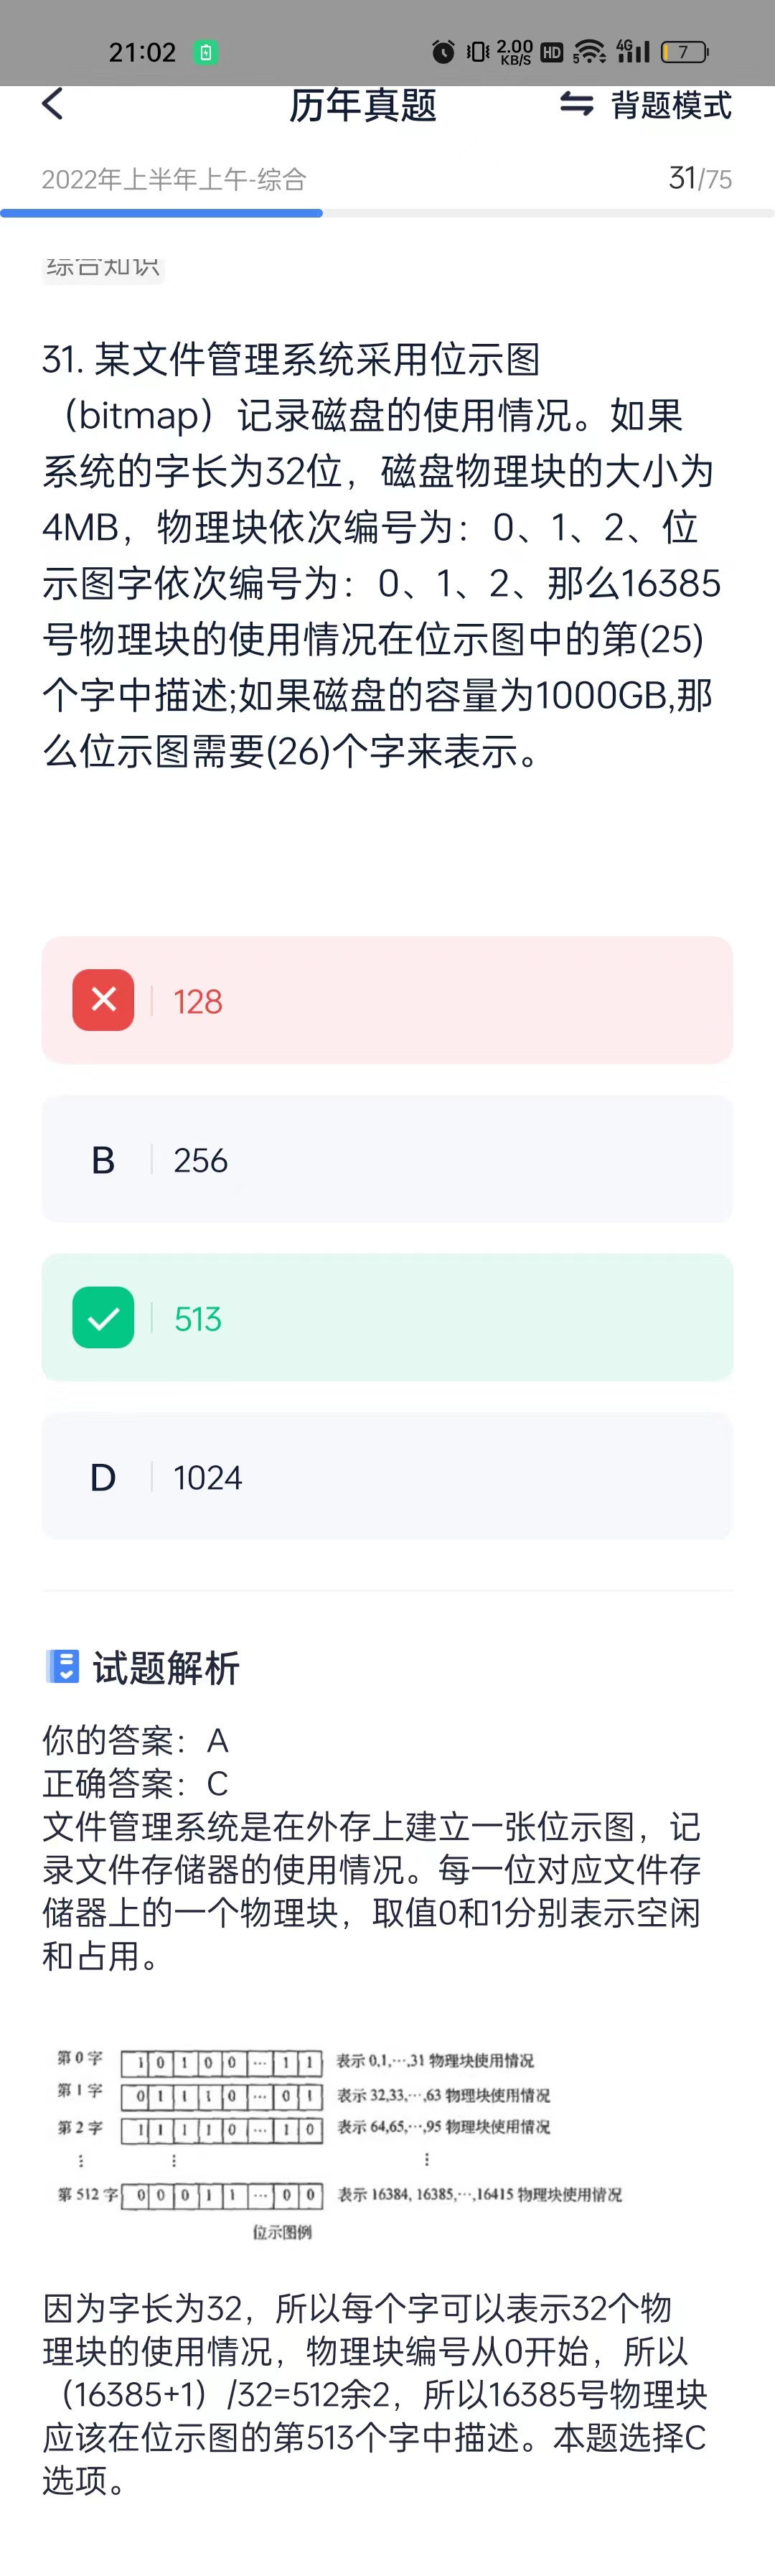 21:02
2.00 KB/S HD 5 4G 7
历年真题
背题模式
2022年上半年上午-综合
31/75
综合知识
31. 某文件管理系统采用位示图
（bitmap）记录磁盘的使用情况。如果
系统的字长为32位，磁盘物理块的大小为
4MB，物理块依次编号为：0、1、2、位
示图字依次编号为：0、1、2、那么16385
号物理块的使用情况在位示图中的第(25)
个字中描述;如果磁盘的容量为1000GB,那
么位示图需要(26)个字来表示。
128
B 256
513
D 1024
试题解析
你的答案：A
正确答案：C
文件管理系统是在外存上建立一张位示图，记
录文件存储器的使用情况。每一位对应文件存
储器上的一个物理块，取值0和1分别表示空闲
和占用。
第 0 字 1 0 1 0 0 … 1 1 表示 0,1,…,31 物理块使用情况
第 1 字 0 1 1 1 0 … 0 1 表示 32,33,…,63 物理块使用情况
第 2 字 1 1 1 1 0 … 1 0 表示 64,65,…,95 物理块使用情况
⋮ ⋮ ⋮
第 512 字 0 0 0 1 1 … 0 0 表示 16384, 16385,…,16415 物理块使用情况
位示图例
因为字长为32，所以每个字可以表示32个物
理块的使用情况，物理块编号从0开始，所以
（16385+1）/32=512余2，所以16385号物理块
应该在位示图的第513个字中描述。本题选择C
选项。